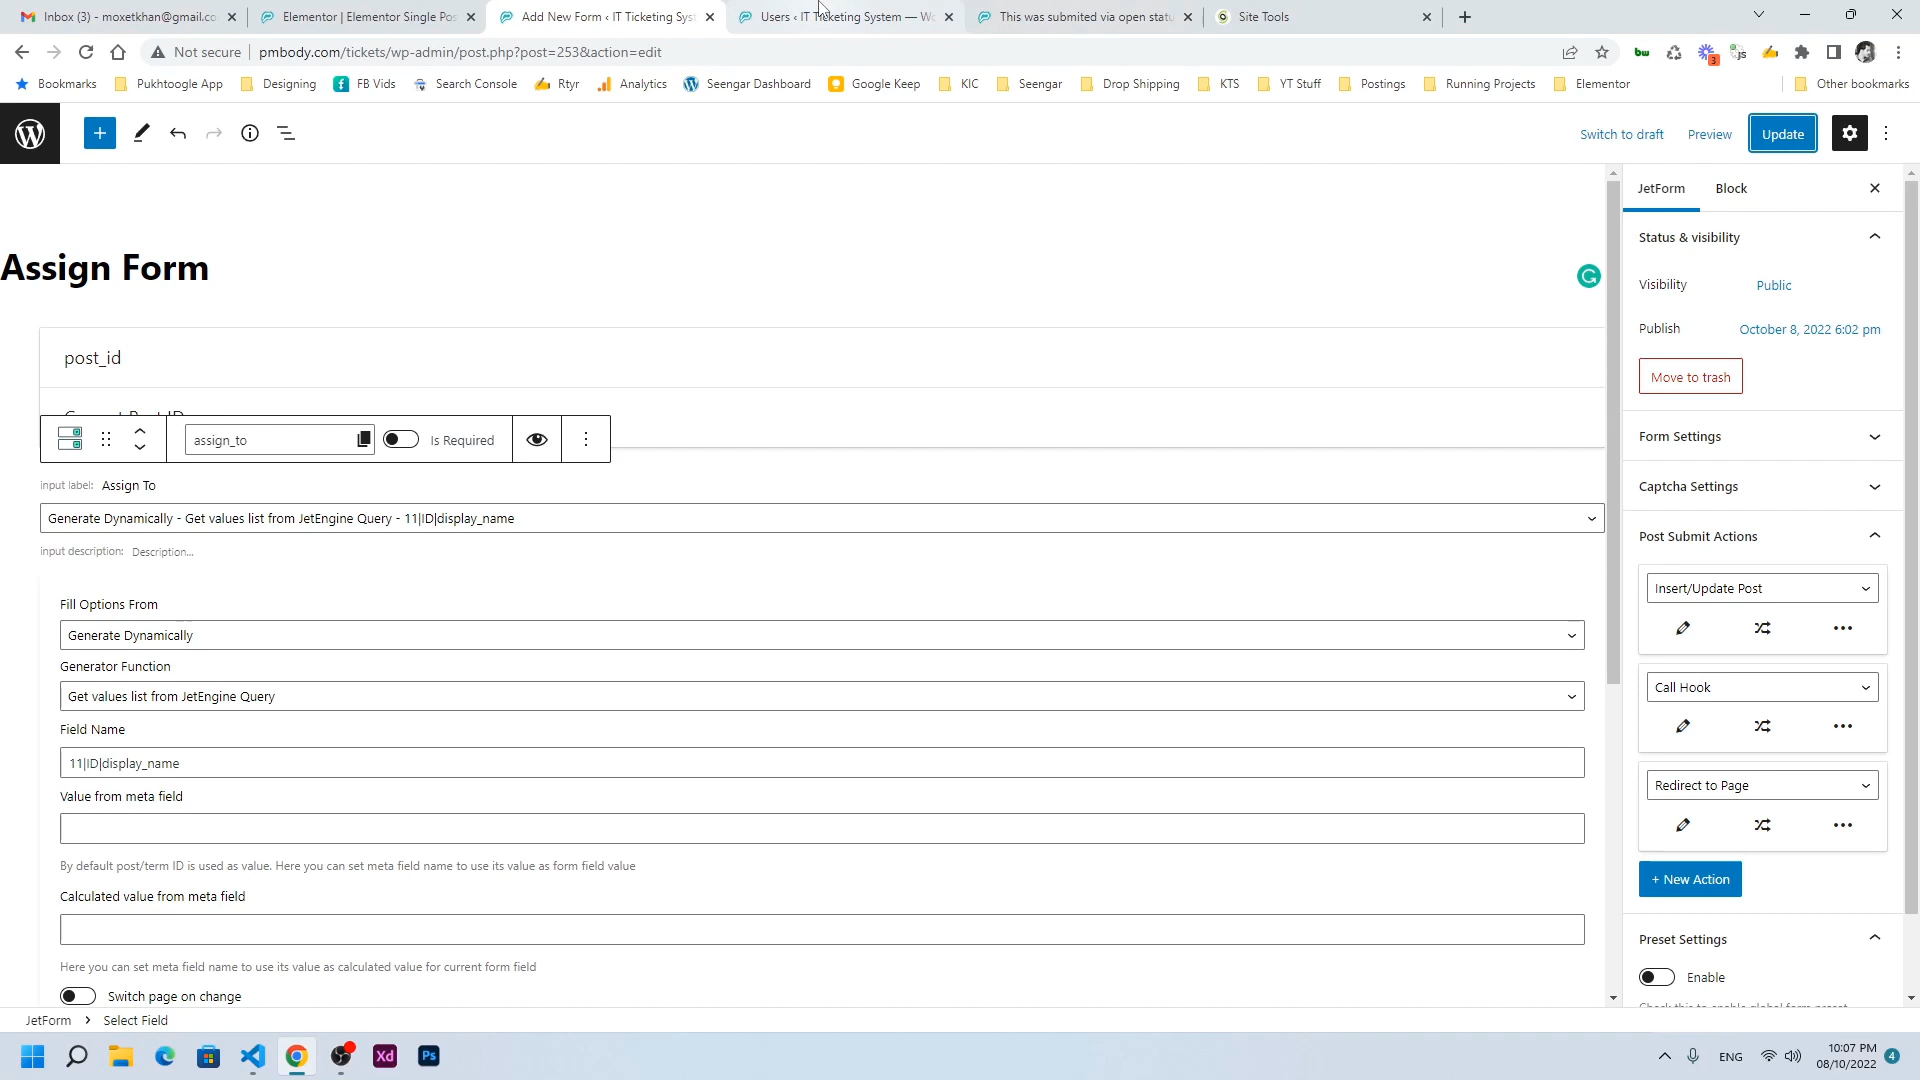 Inbox (3) - moxetkhan@gmail.co
Elementor | Elementor Single Pos
Add New Form ‹ IT Ticketing Syst
Users ‹ IT Ticketing System — Wo
This was submited via open statu
Site Tools
Not secure
pmbody.com/tickets/wp-admin/post.php?post=253&action=edit
bw
3
JS
Bookmarks
Pukhtoogle App
Designing
FB Vids
Search Console
Rtyr
Analytics
Seengar Dashboard
Google Keep
KIC
Seengar
Drop Shipping
KTS
YT Stuff
Postings
Running Projects
Elementor
Other bookmarks
Switch to draft
Preview
Update
Assign Form
JetForm
Block
Status & visibility
Visibility
Public
Publish
October 8, 2022 6:02 pm
Move to trash
post_id
assign_to
Is Required
Form Settings
input label: Assign To
Captcha Settings
Generate Dynamically - Get values list from JetEngine Query - 11|ID|display_name
input description: Description...
Post Submit Actions
Insert/Update Post
Fill Options From
Generate Dynamically
Generator Function
Get values list from JetEngine Query
Call Hook
Field Name
11|ID|display_name
Value from meta field
Redirect to Page
By default post/term ID is used as value. Here you can set meta field name to use its value as form field value
+ New Action
Calculated value from meta field
Preset Settings
Here you can set meta field name to use its value as calculated value for current form field
Enable
Switch page on change
JetForm › Select Field
Xd
Ps
ENG
10:07 PM
08/10/2022
4